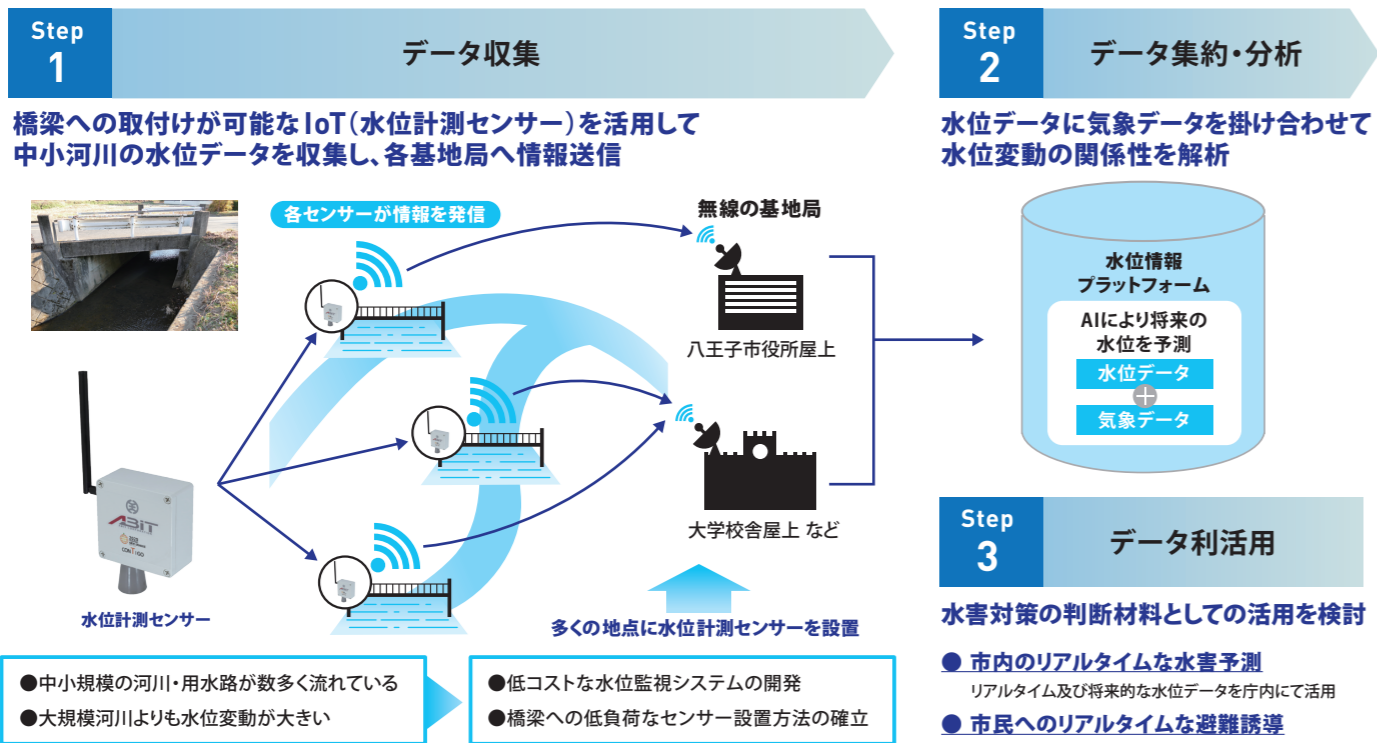 Step
1
データ収集
橋梁への取付けが可能なIoT(水位計測センサー)を活用して
中小河川の水位データを収集し、各基地局へ情報送信
各センサーが情報を発信
無線の基地局
八王子市役所屋上
大学校舎屋上 など
ABiT
CONTIGO
水位計測センサー
多くの地点に水位計測センサーを設置
●中小規模の河川・用水路が数多く流れている
●大規模河川よりも水位変動が大きい
●低コストな水位監視システムの開発
●橋梁への低負荷なセンサー設置方法の確立
Step
2
データ集約・分析
水位データに気象データを掛け合わせて
水位変動の関係性を解析
水位情報
プラットフォーム
AIにより将来の
水位を予測
水位データ
+
気象データ
Step
3
データ利活用
水害対策の判断材料としての活用を検討
● 市内のリアルタイムな水害予測
リアルタイム及び将来的な水位データを庁内にて活用
● 市民へのリアルタイムな避難誘導